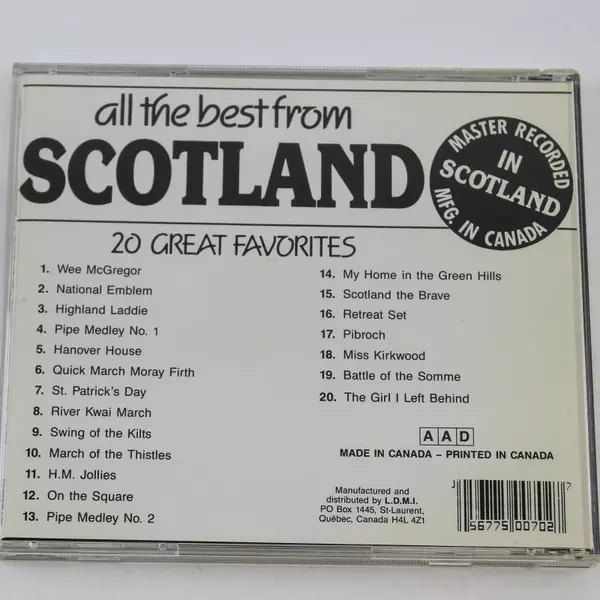 all the best from
SCOTLAND
MASTER RECORDED
IN
SCOTLAND
MFG. IN CANADA
20 GREAT FAVORITES
1. Wee McGregor
2. National Emblem
3. Highland Laddie
4. Pipe Medley No. 1
5. Hanover House
6. Quick March Moray Firth
7. St. Patrick's Day
8. River Kwai March
9. Swing of the Kilts
10. March of the Thistles
11. H.M. Jollies
12. On the Square
13. Pipe Medley No. 2
14. My Home in the Green Hills
15. Scotland the Brave
16. Retreat Set
17. Pibroch
18. Miss Kirkwood
19. Battle of the Somme
20. The Girl I Left Behind
AAD
MADE IN CANADA – PRINTED IN CANADA
Manufactured and
distributed by L.D.M.I.
PO Box 1445, St-Laurent,
Québec, Canada H4L 4Z1
7
56775 00702